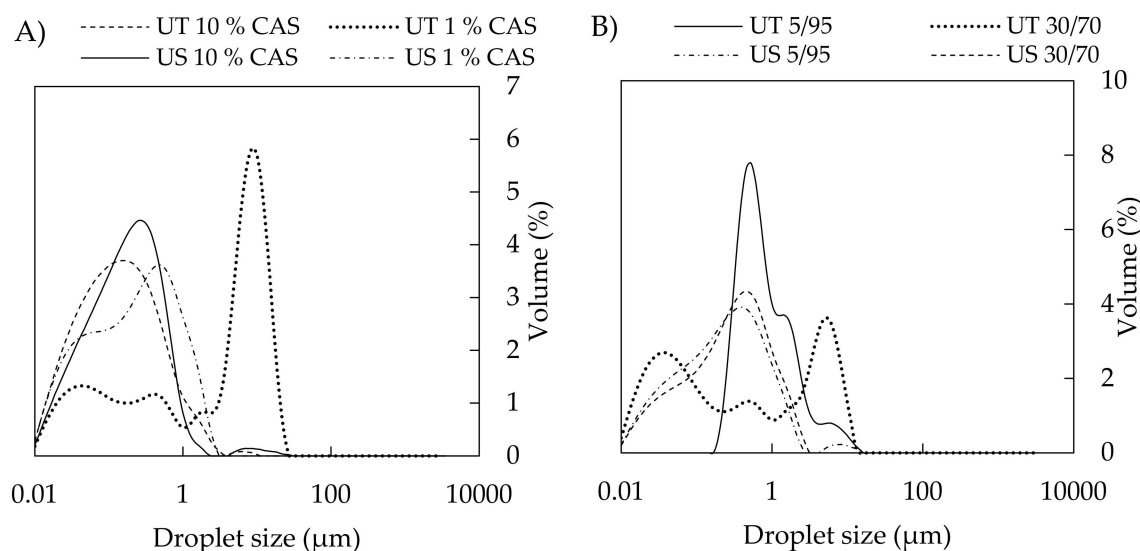 A)
UT 10 % CAS UT 1 % CAS
US 10 % CAS US 1 % CAS
7
6
5
4
3
2
1
0
Volume (%)
0.01 1 100 10000
Droplet size (µm)
B)
UT 5/95 UT 30/70
US 5/95 US 30/70
10
8
6
4
2
0
Volume (%)
0.01 1 100 10000
Droplet size (µm)